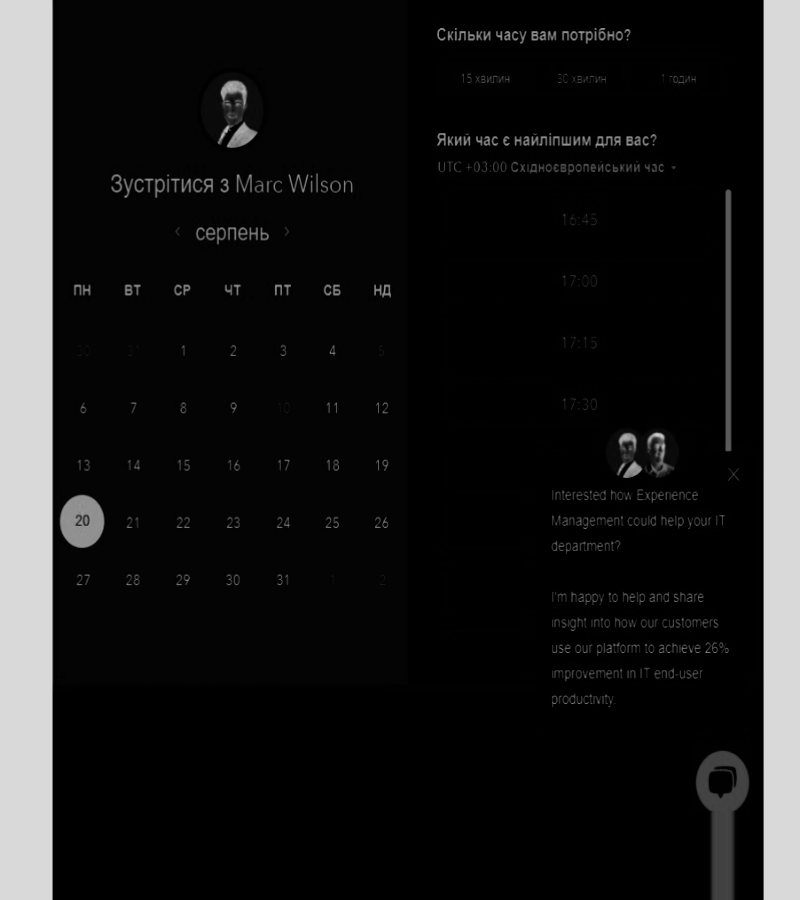 Зустрітися з Marc Wilson
‹ серпень ›
ПН ВТ СР ЧТ ПТ СБ НД
30 31 1 2 3 4 5
6 7 8 9 10 11 12
13 14 15 16 17 18 19
20 21 22 23 24 25 26
27 28 29 30 31 1 2
Скільки часу вам потрібно?
15 хвилин 30 хвилин 1 годин
Який час є найліпшим для вас?
UTC +03:00 Східноєвропейський час
16:45
17:00
17:15
17:30
Interested how Experience
Management could help your IT
department?
I'm happy to help and share
insight into how our customers
use our platform to achieve 26%
improvement in IT end-user
productivity.